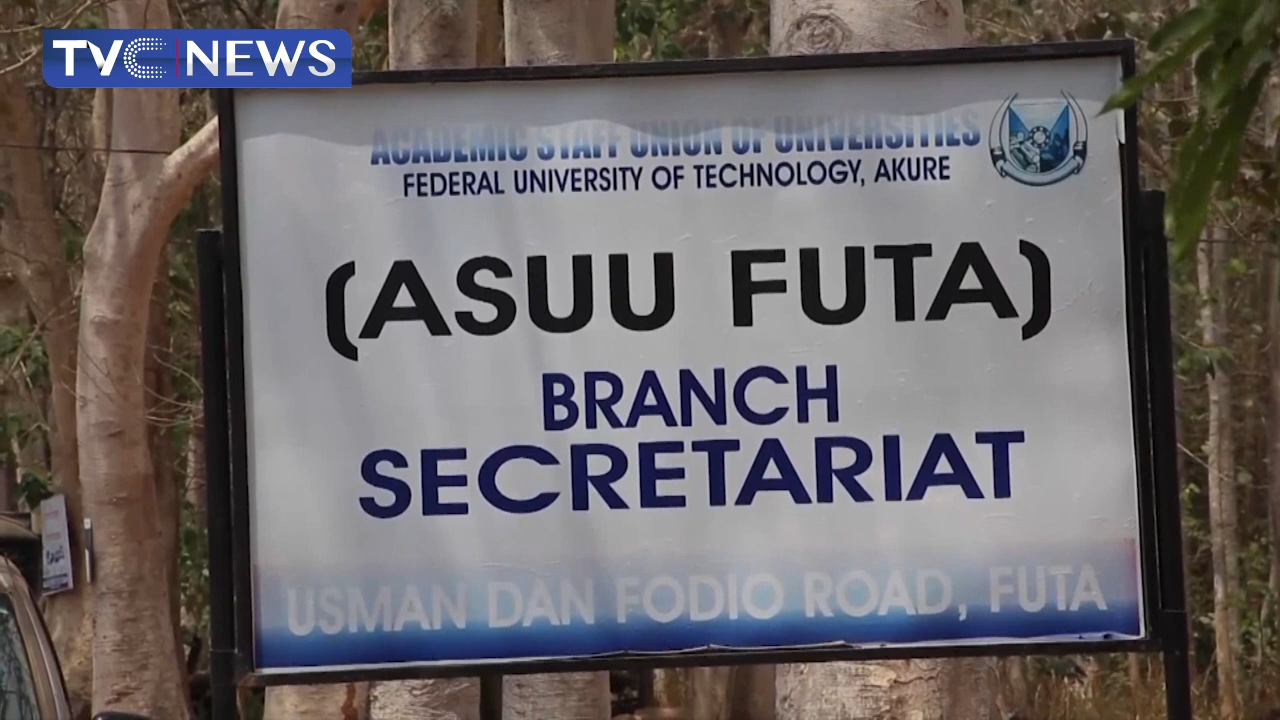 TVC NEWS
ACADEMIC STAFF UNION OF UNIVERSITIES
FEDERAL UNIVERSITY OF TECHNOLOGY, AKURE
(ASUU FUTA)
BRANCH
SECRETARIAT
USMAN DAN FODIO ROAD, FUTA